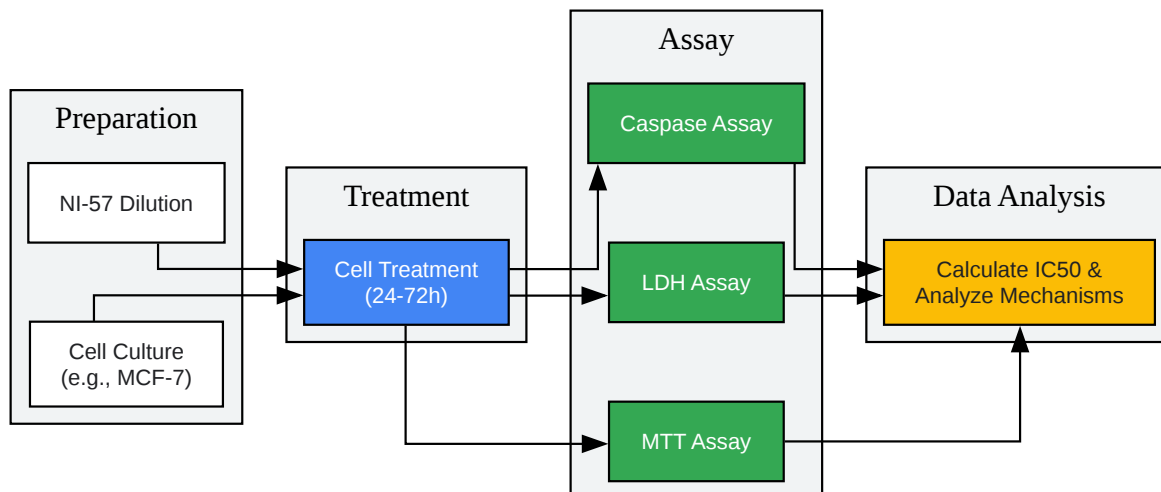 Preparation
NI-57 Dilution
Cell Culture
(e.g., MCF-7)
Treatment
Cell Treatment
(24-72h)
Assay
Caspase Assay
LDH Assay
MTT Assay
Data Analysis
Calculate IC50 &
Analyze Mechanisms